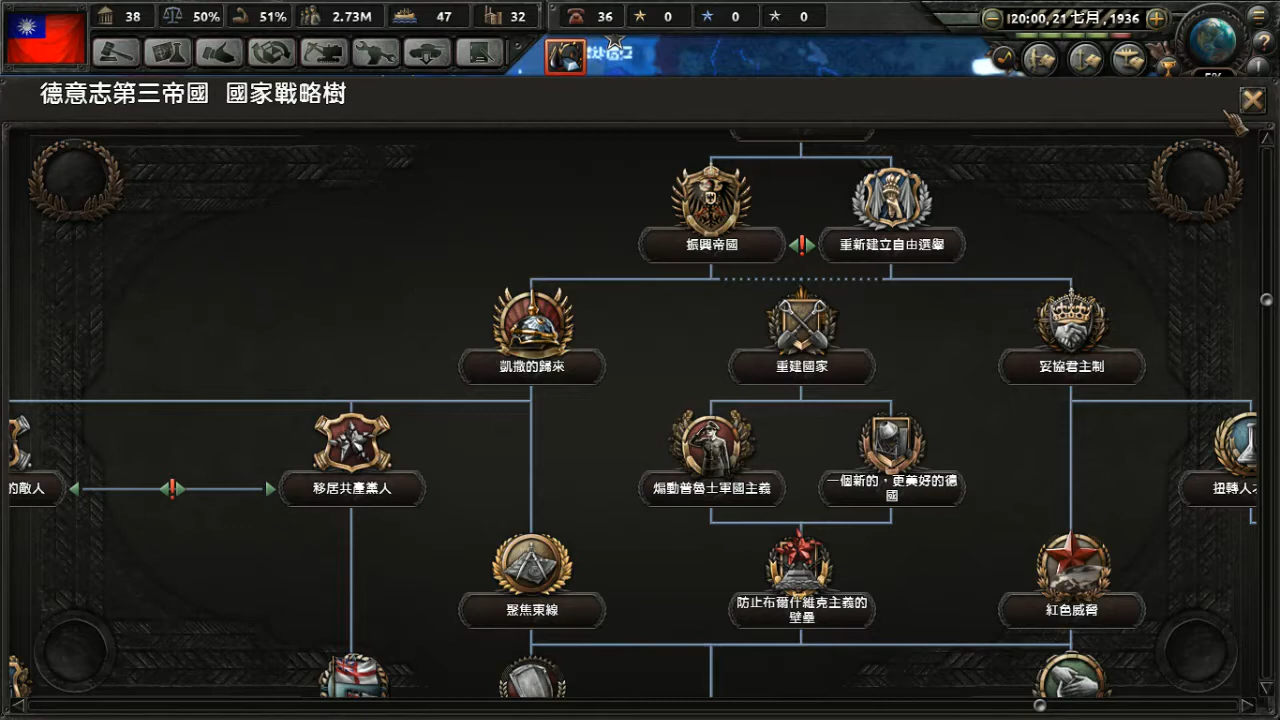 38 50% 51% 2.73M 47 32 36 0 0 0 20:00, 21 七月, 1936
5%
德意志第三帝國 國家戰略樹
振興帝國
重新建立自由選舉
凱撒的歸來
重建國家
妥協君主制
的敵人
移居共產黨人
煽動普魯士軍國主義
一個新的，更美好的德
國
扭轉人才
聚焦東線
防止布爾什維克主義的
壁壘
紅色威脅